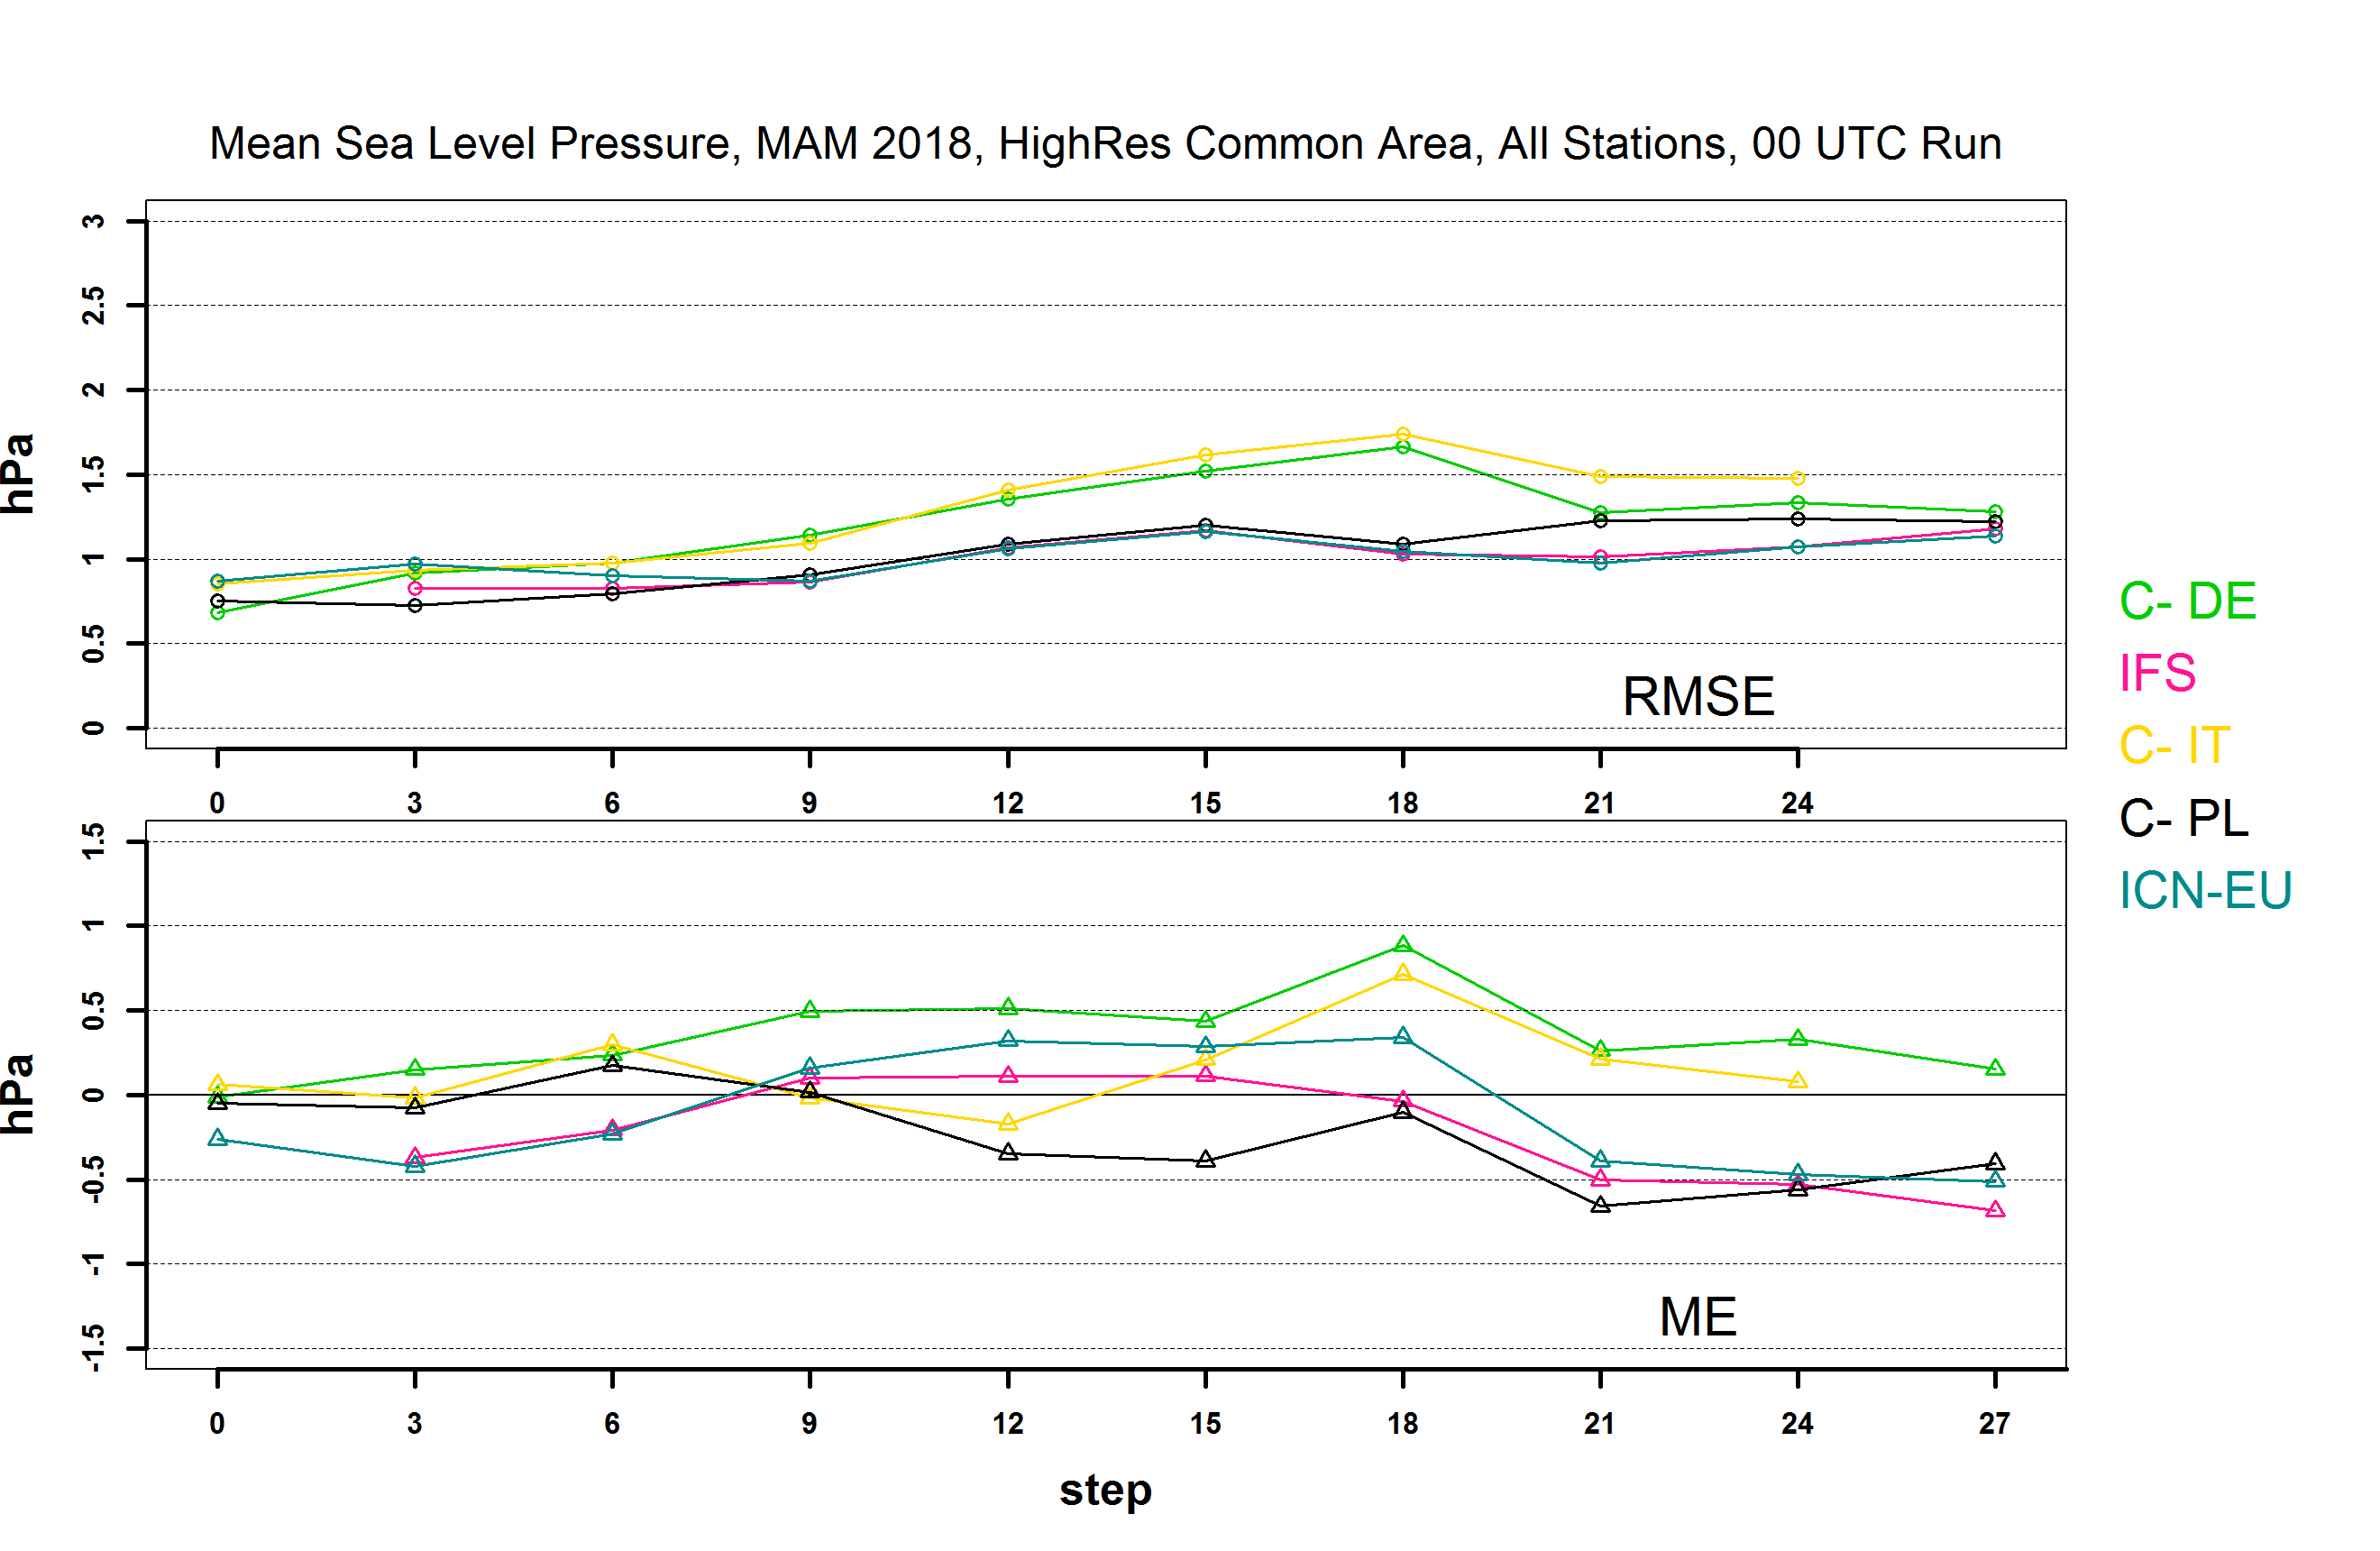 Mean Sea Level Pressure, MAM 2018, HighRes Common Area, All Stations, 00 UTC Run
hPa
3
2.5
2
1.5
1
0.5
0
RMSE
0 3 6 9 12 15 18 21 24
hPa
1.5
1
0.5
0
-0.5
-1
-1.5
ME
0 3 6 9 12 15 18 21 24 27
step
C- DE
IFS
C- IT
C- PL
ICN-EU